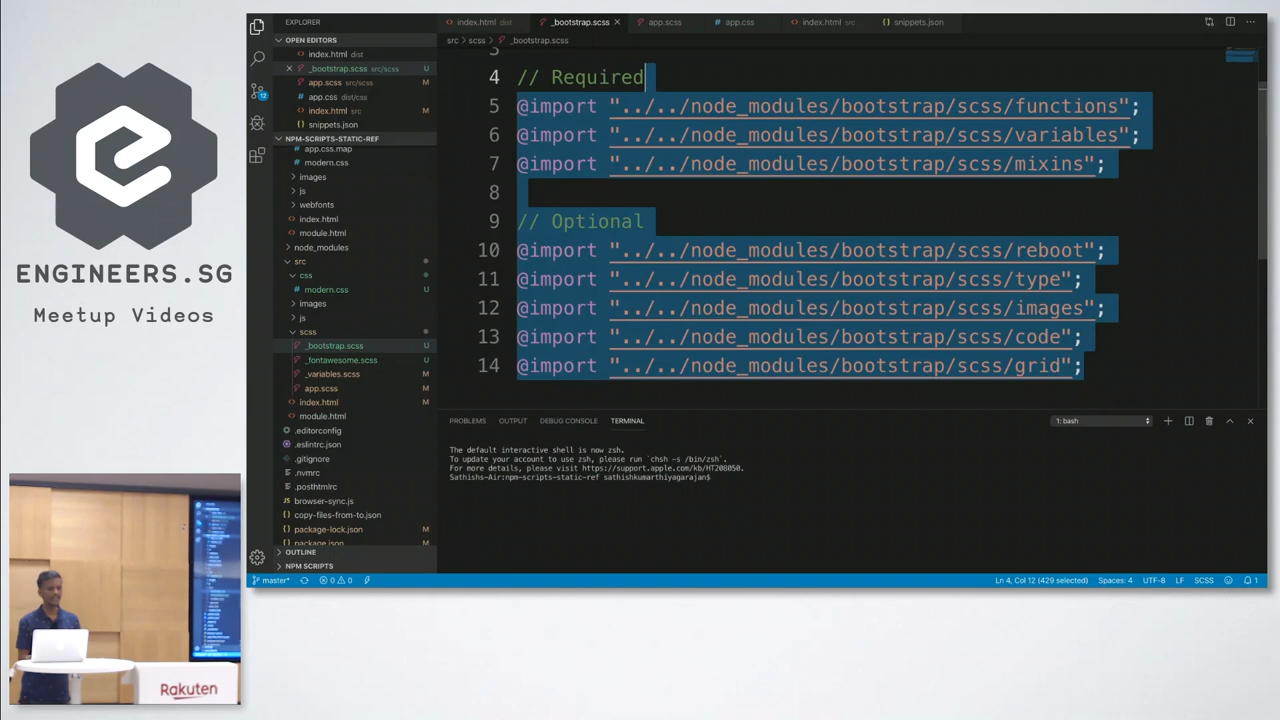 ENGINEERS.SG
Meetup Videos
Rakuten
EXPLORER
OPEN EDITORS
index.html dist
_bootstrap.scss src/scss U
app.scss src/scss M
app.css dist/css
index.html src M
snippets.json
NPM-SCRIPTS-STATIC-REF
app.css.map
modern.css
images
js
webfonts
index.html
module.html
node_modules
src
css
modern.css U
images
js
scss
_bootstrap.scss U
_fontawesome.scss U
_variables.scss M
app.scss M
index.html M
module.html
.editorconfig
.eslintrc.json
.gitignore
.nvmrc
.posthtmlrc
browser-sync.js
copy-files-from-to.json
package-lock.json M
package.json M
OUTLINE
NPM SCRIPTS
index.html dist
_bootstrap.scss
app.scss
app.css
index.html src
snippets.json
src > scss > _bootstrap.scss
3
4 // Required
5 @import "../../node_modules/bootstrap/scss/functions";
6 @import "../../node_modules/bootstrap/scss/variables";
7 @import "../../node_modules/bootstrap/scss/mixins";
8
9 // Optional
10 @import "../../node_modules/bootstrap/scss/reboot";
11 @import "../../node_modules/bootstrap/scss/type";
12 @import "../../node_modules/bootstrap/scss/images";
13 @import "../../node_modules/bootstrap/scss/code";
14 @import "../../node_modules/bootstrap/scss/grid";
PROBLEMS OUTPUT DEBUG CONSOLE TERMINAL 1: bash
The default interactive shell is now zsh.
To update your account to use zsh, please run `chsh -s /bin/zsh`.
For more details, please visit https://support.apple.com/kb/HT208050.
Sathishs-Air:npm-scripts-static-ref sathishkumarthiyagarajan$
12
master* 0 0 Ln 4, Col 12 (429 selected) Spaces: 4 UTF-8 LF SCSS 1